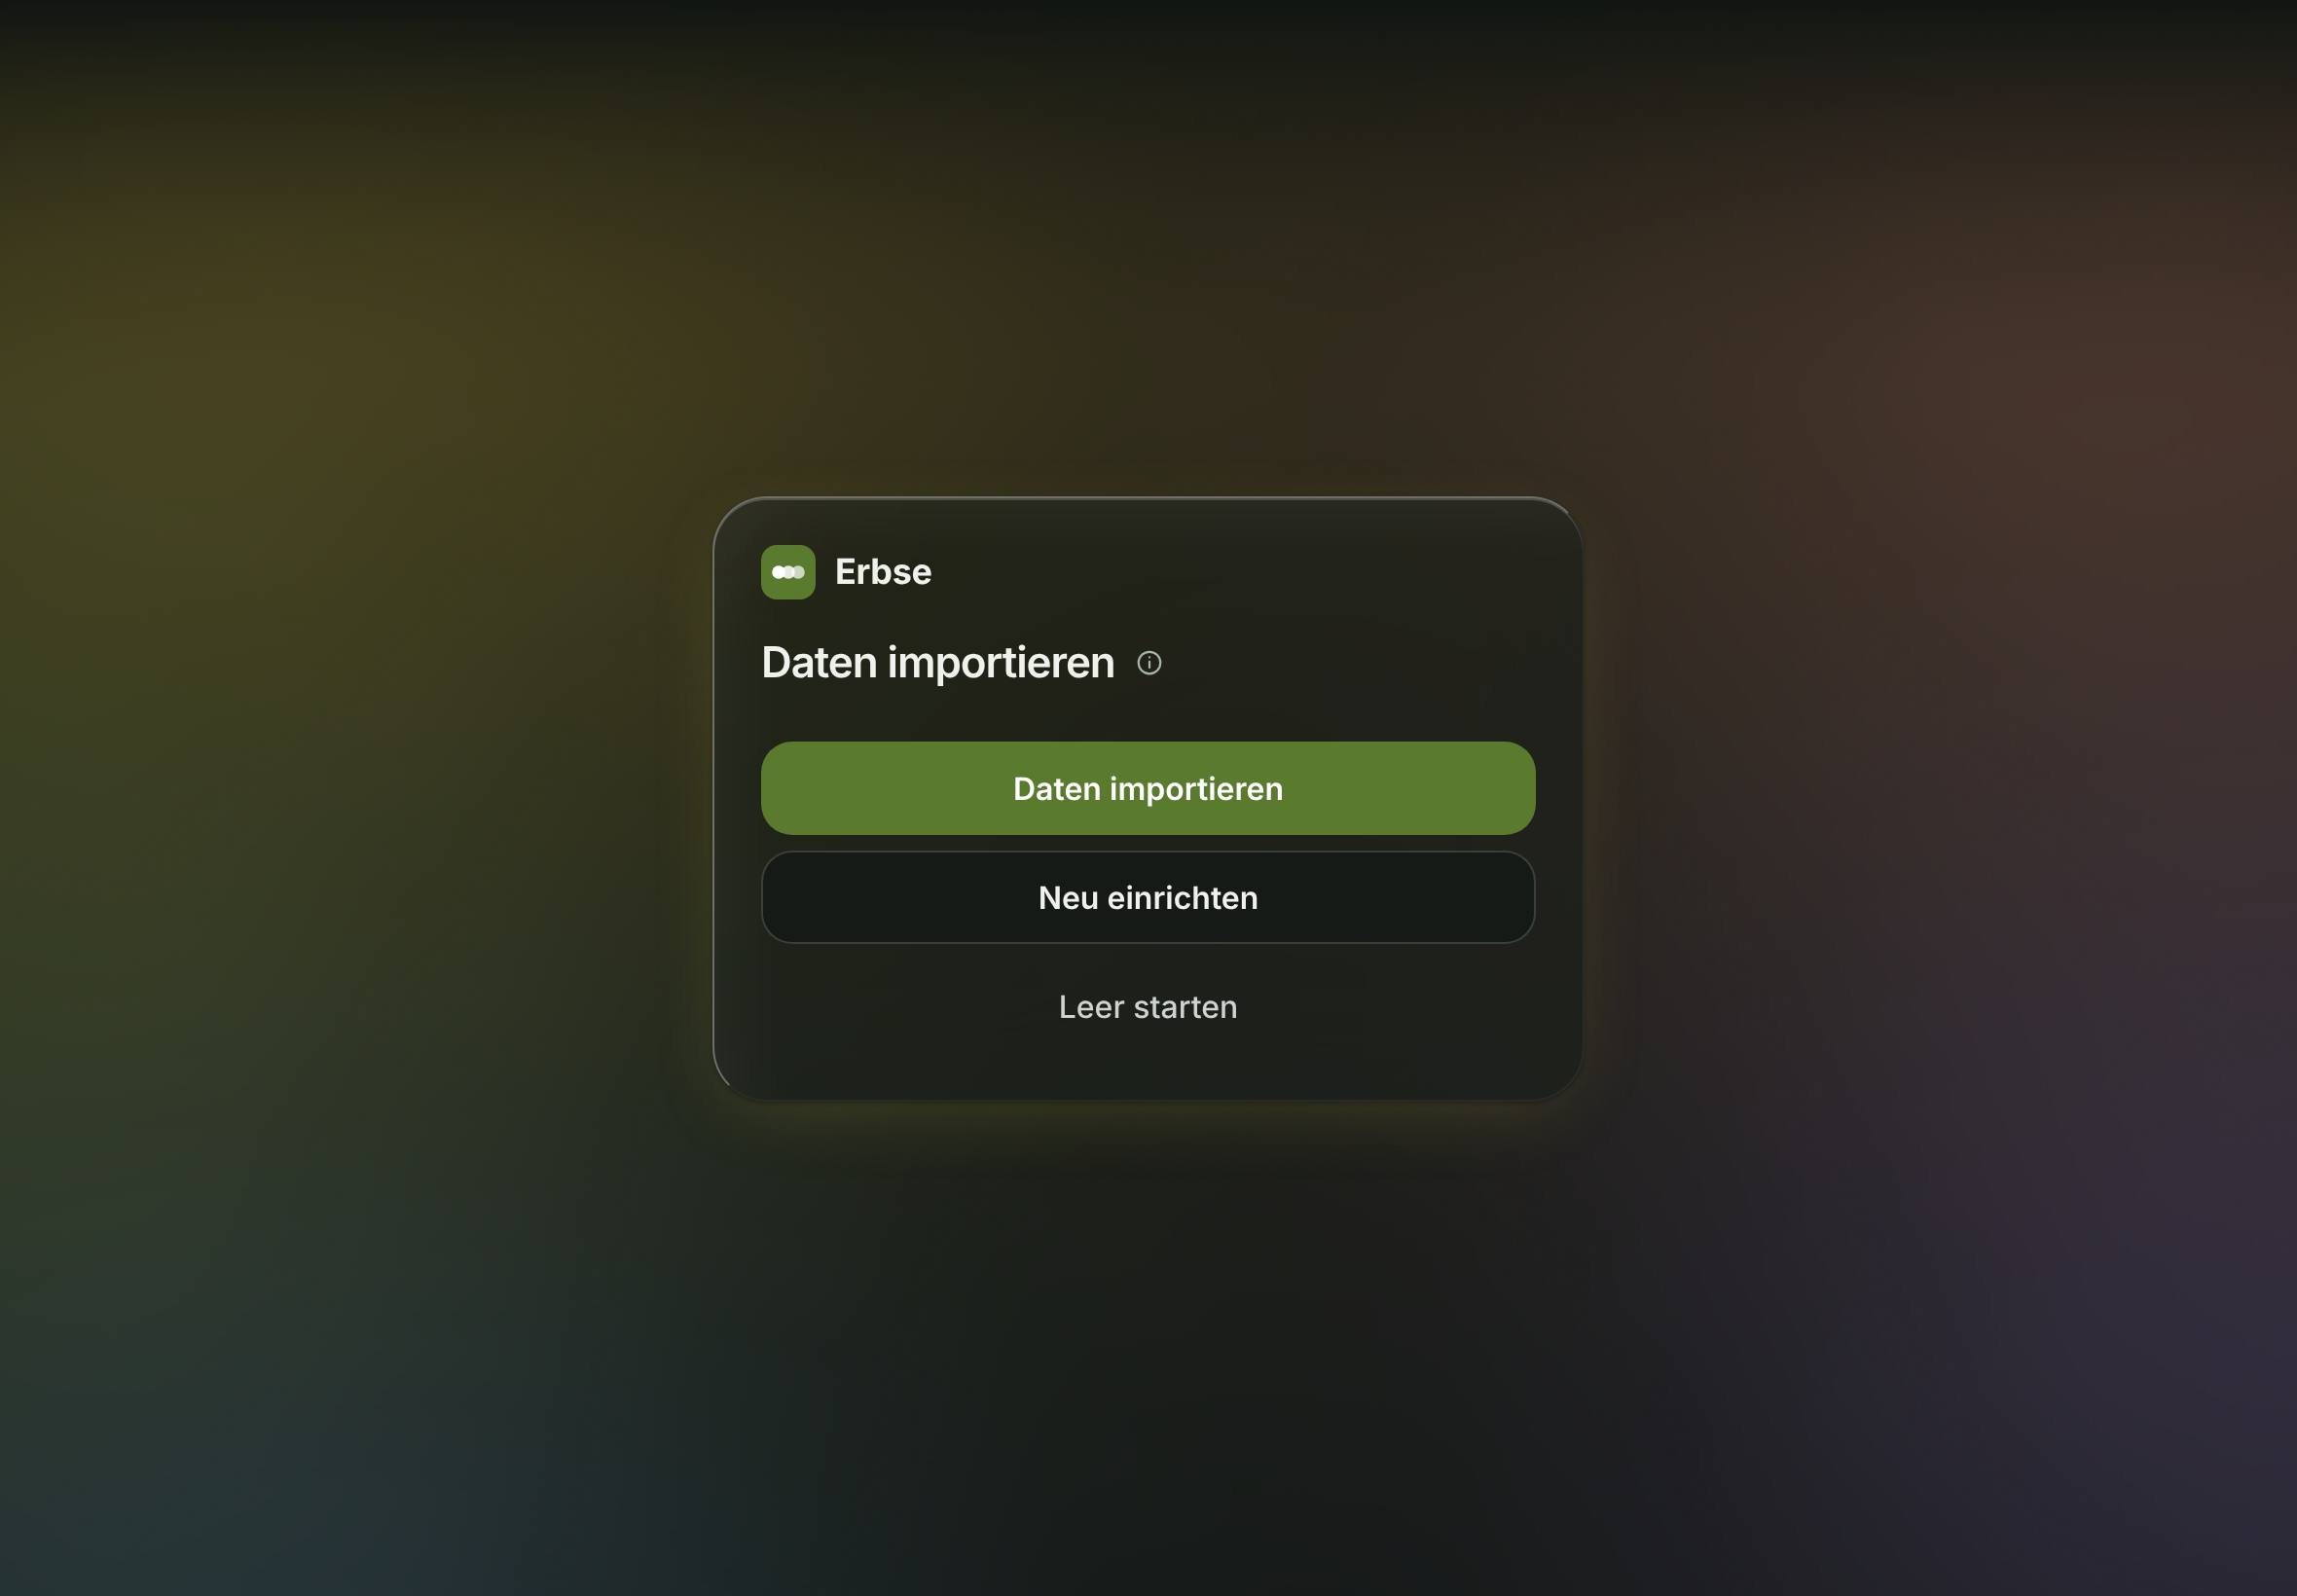 Erbse
Daten importieren
Daten importieren
Neu einrichten
Leer starten